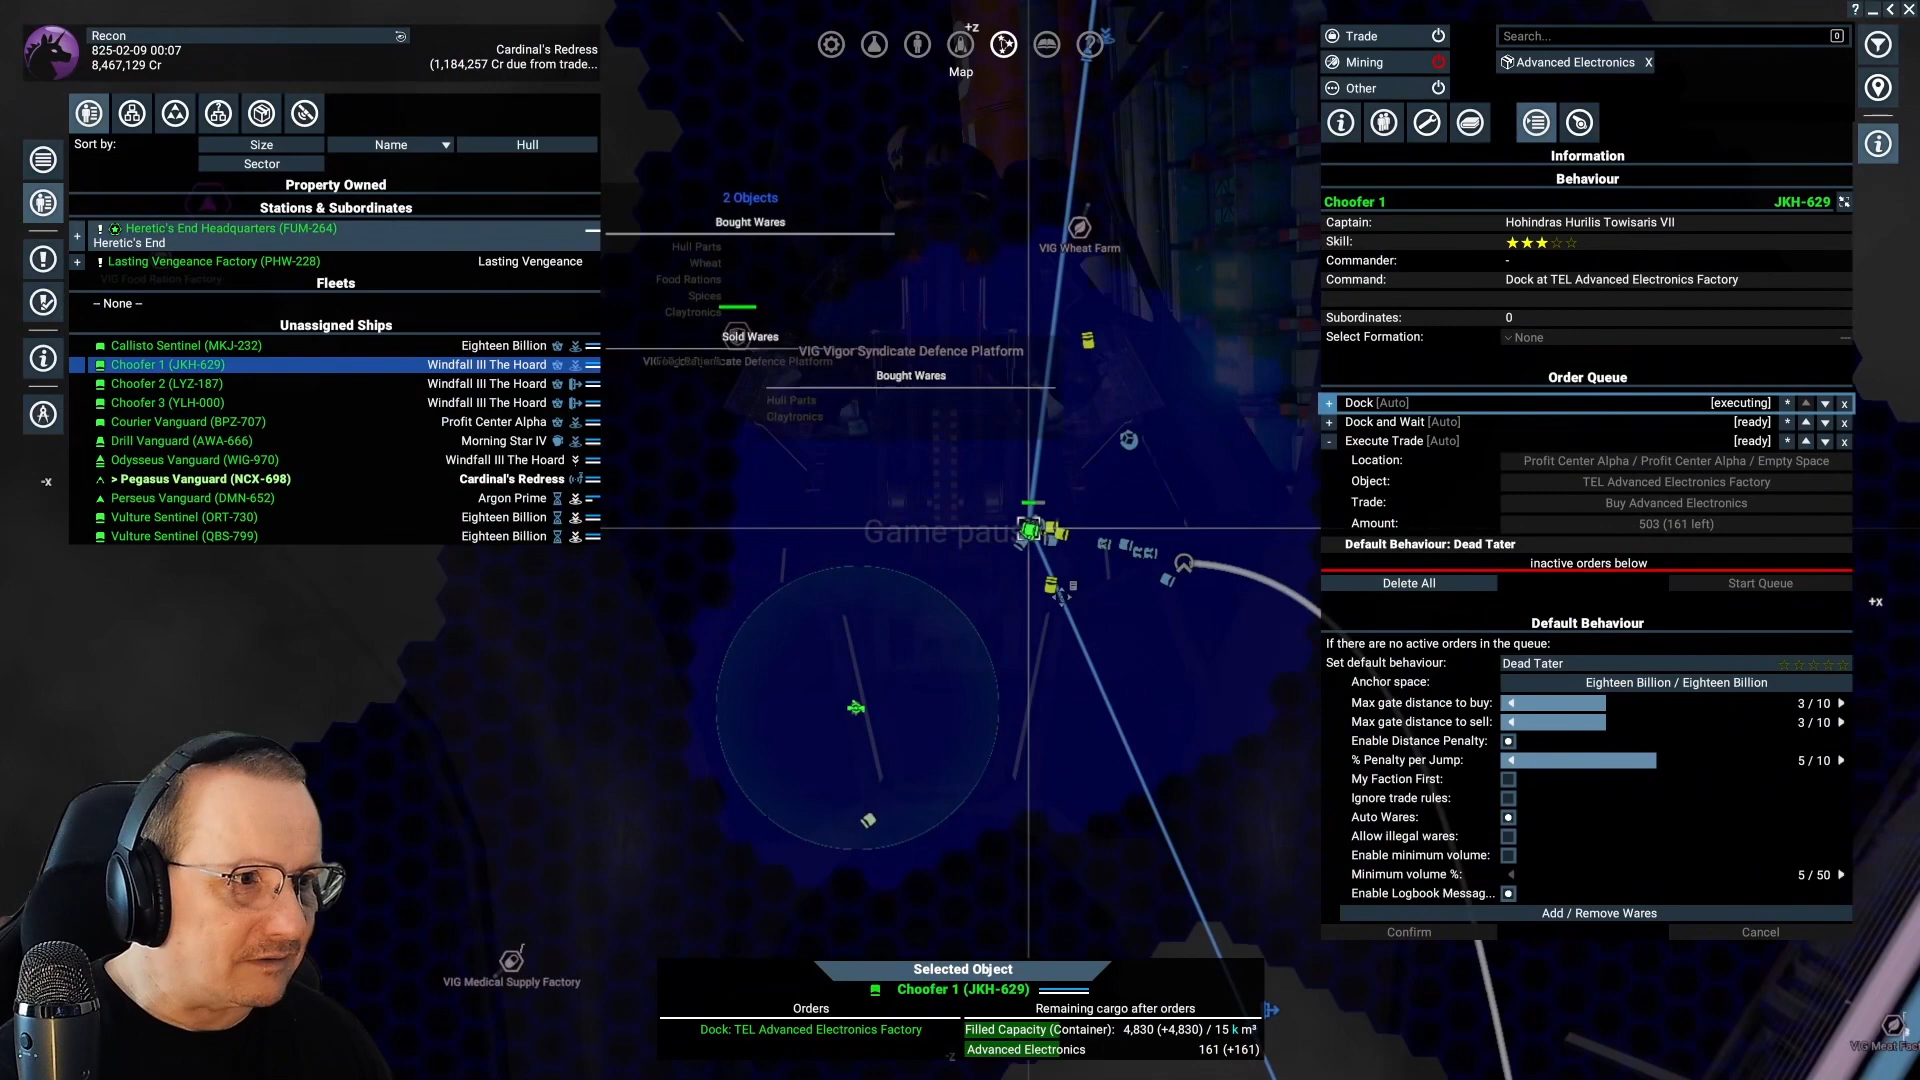 Recon
825-02-09 00:07
8,467,129 Cr
Cardinal's Redress
(1,184,257 Cr due from trade...
Sort by:
Size
Name
Hull
Sector
Property Owned
Stations & Subordinates
+ ! Heretic's End Headquarters (FUM-264)
Heretic's End
+ ! Lasting Vengeance Factory (PHW-228) Lasting Vengeance
VIG Food Ration Factory
Fleets
-- None --
Unassigned Ships
Callisto Sentinel (MKJ-232) Eighteen Billion
Choofer 1 (JKH-629) Windfall III The Hoard
Choofer 2 (LYZ-187) Windfall III The Hoard
Choofer 3 (YLH-000) Windfall III The Hoard
Courier Vanguard (BPZ-707) Profit Center Alpha
Drill Vanguard (AWA-666) Morning Star IV
Odysseus Vanguard (WIG-970) Windfall III The Hoard
> Pegasus Vanguard (NCX-698) Cardinal's Redress
Perseus Vanguard (DMN-652) Argon Prime
Vulture Sentinel (ORT-730) Eighteen Billion
Vulture Sentinel (QBS-799) Eighteen Billion
-x
+z
Map
2 Objects
Bought Wares
Hull Parts
Wheat
Food Rations
Spices
Claytronics
Sold Wares
VIG Vigor Syndicate Defence Platform
Bought Wares
Hull Parts
Claytronics
VIG Wheat Farm
Game pau
VIG Medical Supply Factory
-z
+x
Selected Object
Choofer 1 (JKH-629)
Orders
Remaining cargo after orders
Dock: TEL Advanced Electronics Factory
Filled Capacity (Container): 4,830 (+4,830) / 15 k m³
Advanced Electronics 161 (+161)
? _ < X
Trade
Mining
Other
Search...
0
Advanced Electronics X
Information
Behaviour
Choofer 1 JKH-629
Captain: Hohindras Hurilis Towisaris VII
Skill:
Commander: -
Command: Dock at TEL Advanced Electronics Factory
Subordinates: 0
Select Formation: None
Order Queue
+ Dock [Auto] [executing] * x
+ Dock and Wait [Auto] [ready] * x
- Execute Trade [Auto] [ready] * x
Location: Profit Center Alpha / Profit Center Alpha / Empty Space
Object: TEL Advanced Electronics Factory
Trade: Buy Advanced Electronics
Amount: 503 (161 left)
Default Behaviour: Dead Tater
inactive orders below
Delete All
Start Queue
Default Behaviour
If there are no active orders in the queue:
Set default behaviour: Dead Tater
Anchor space: Eighteen Billion / Eighteen Billion
Max gate distance to buy: 3 / 10
Max gate distance to sell: 3 / 10
Enable Distance Penalty:
% Penalty per Jump: 5 / 10
My Faction First:
Ignore trade rules:
Auto Wares:
Allow illegal wares:
Enable minimum volume:
Minimum volume %: 5 / 50
Enable Logbook Messag...
Add / Remove Wares
Confirm
Cancel
VIG Meat Fact